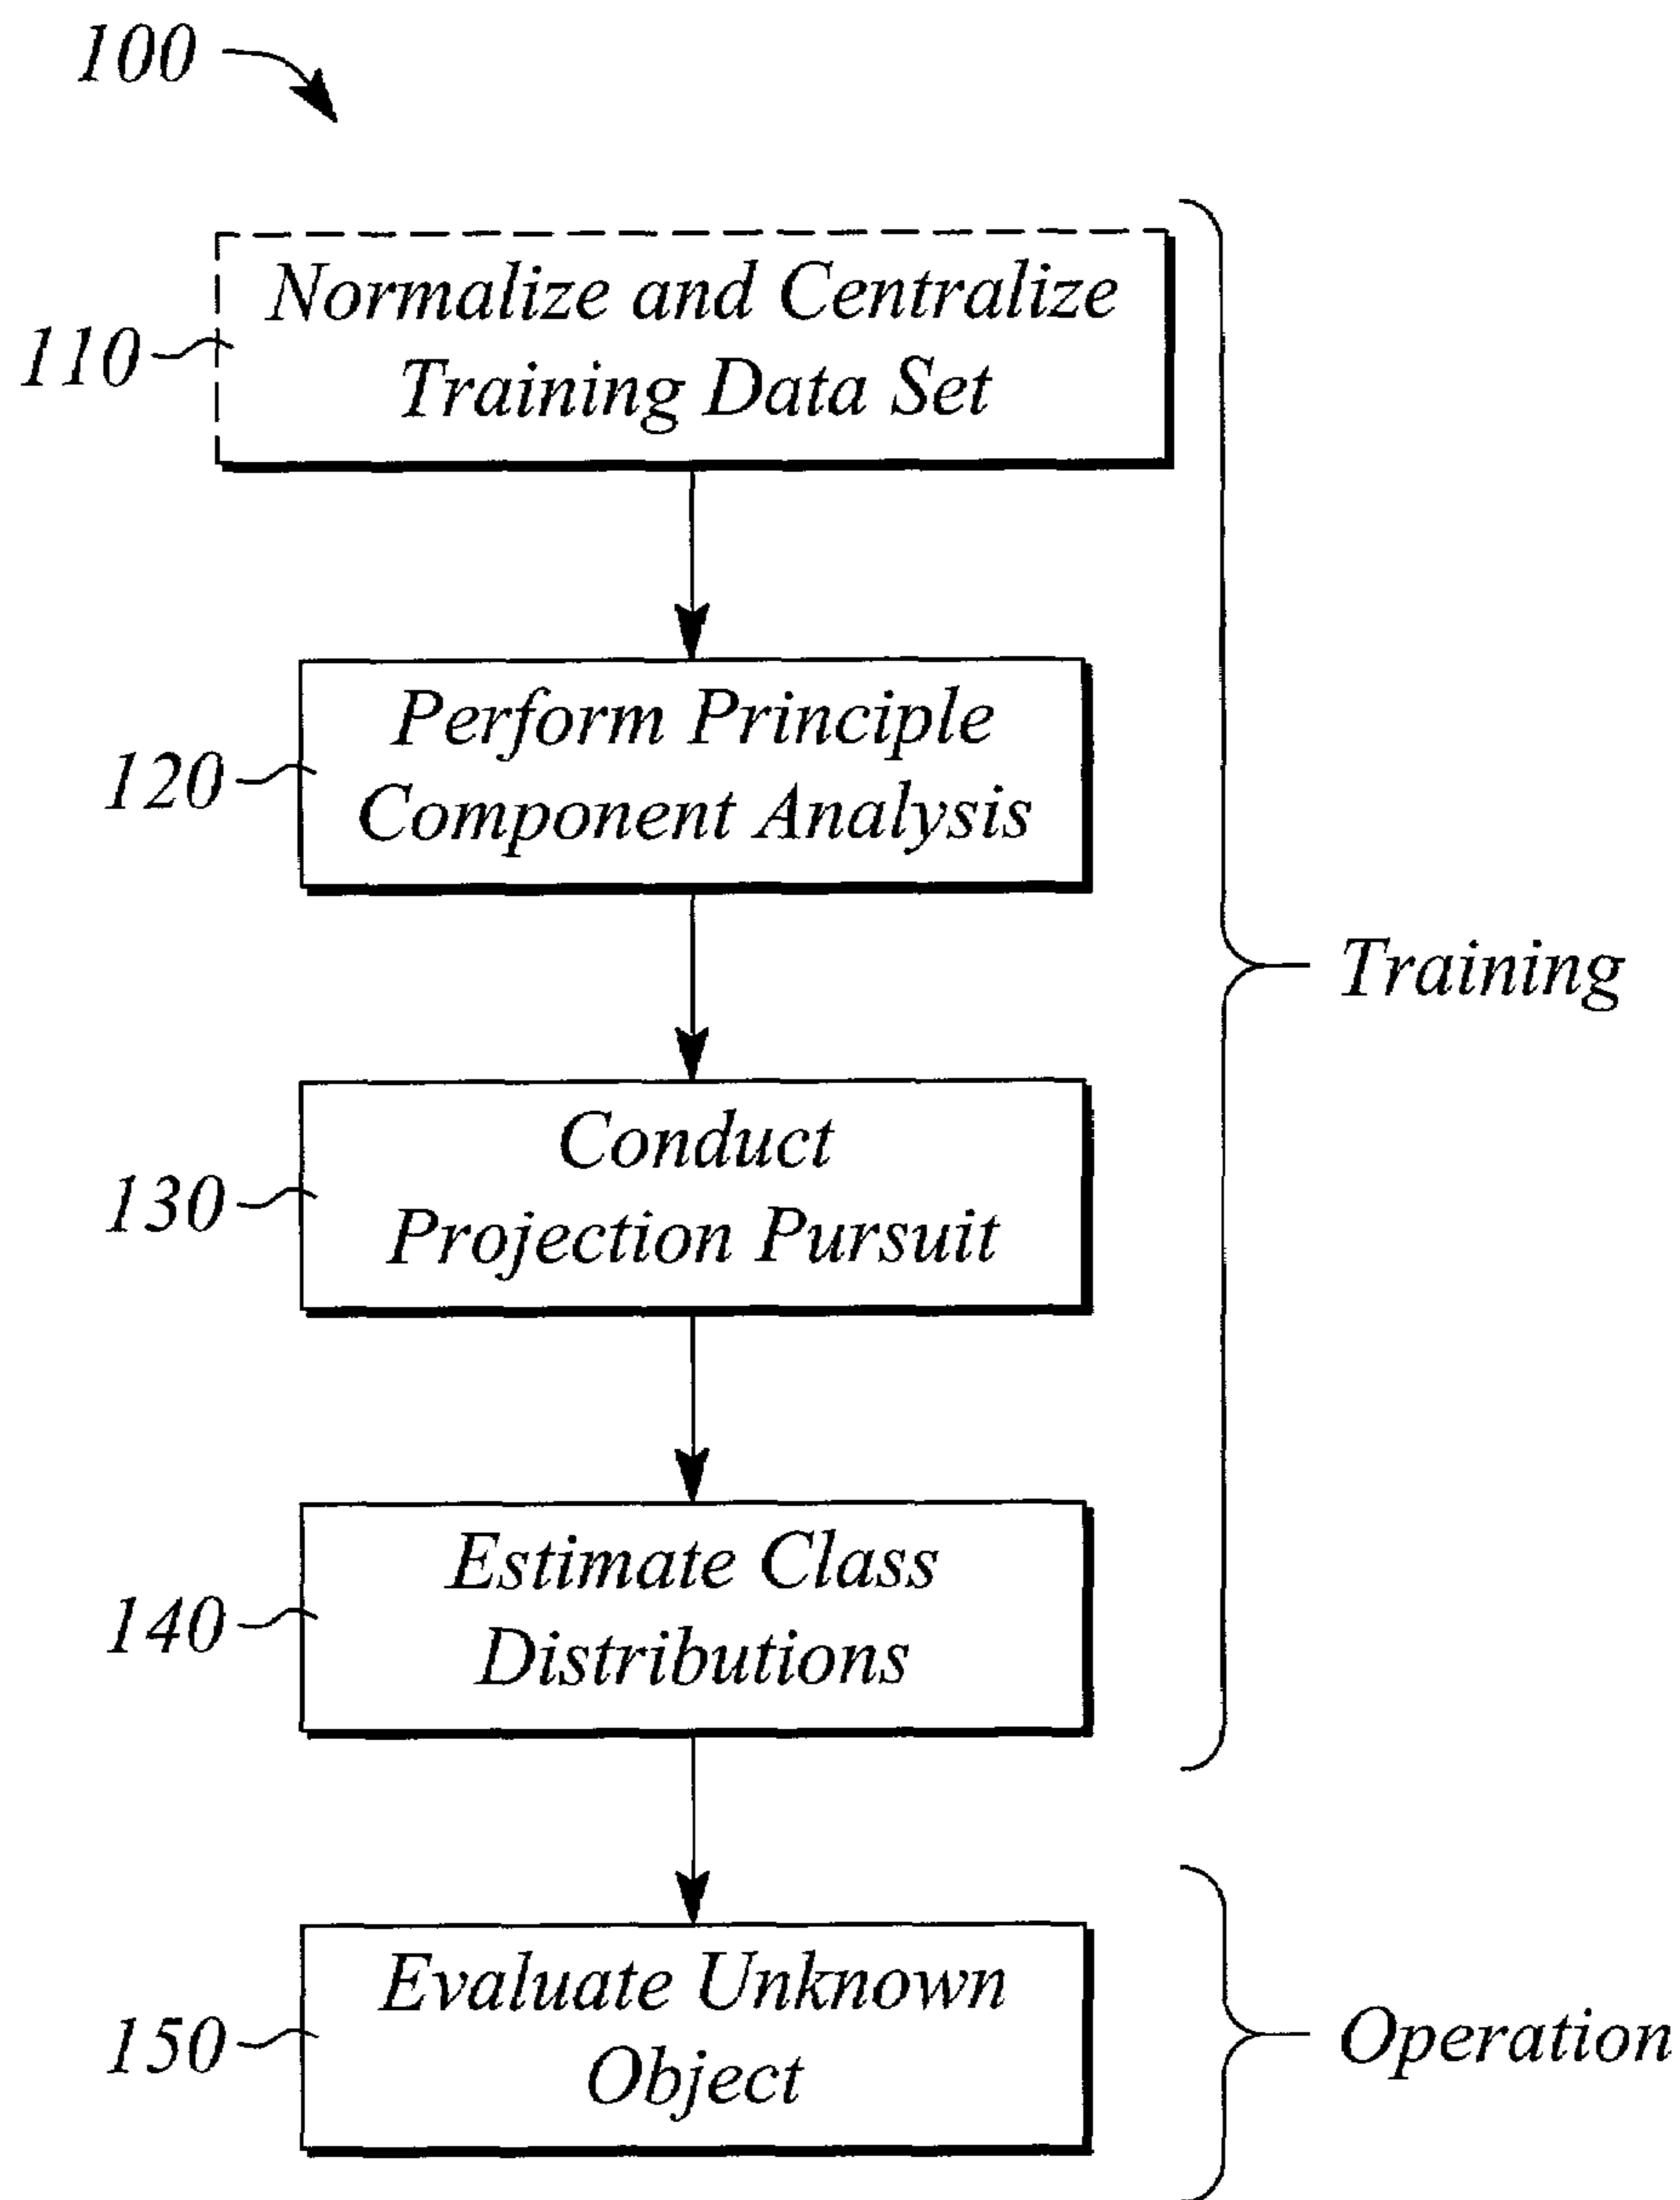 100
Normalize and Centralize
Training Data Set
110
Perform Principle
Component Analysis
120
Training
Conduct
Projection Pursuit
130
Estimate Class
Distributions
140
Evaluate Unknown
Object
150
Operation